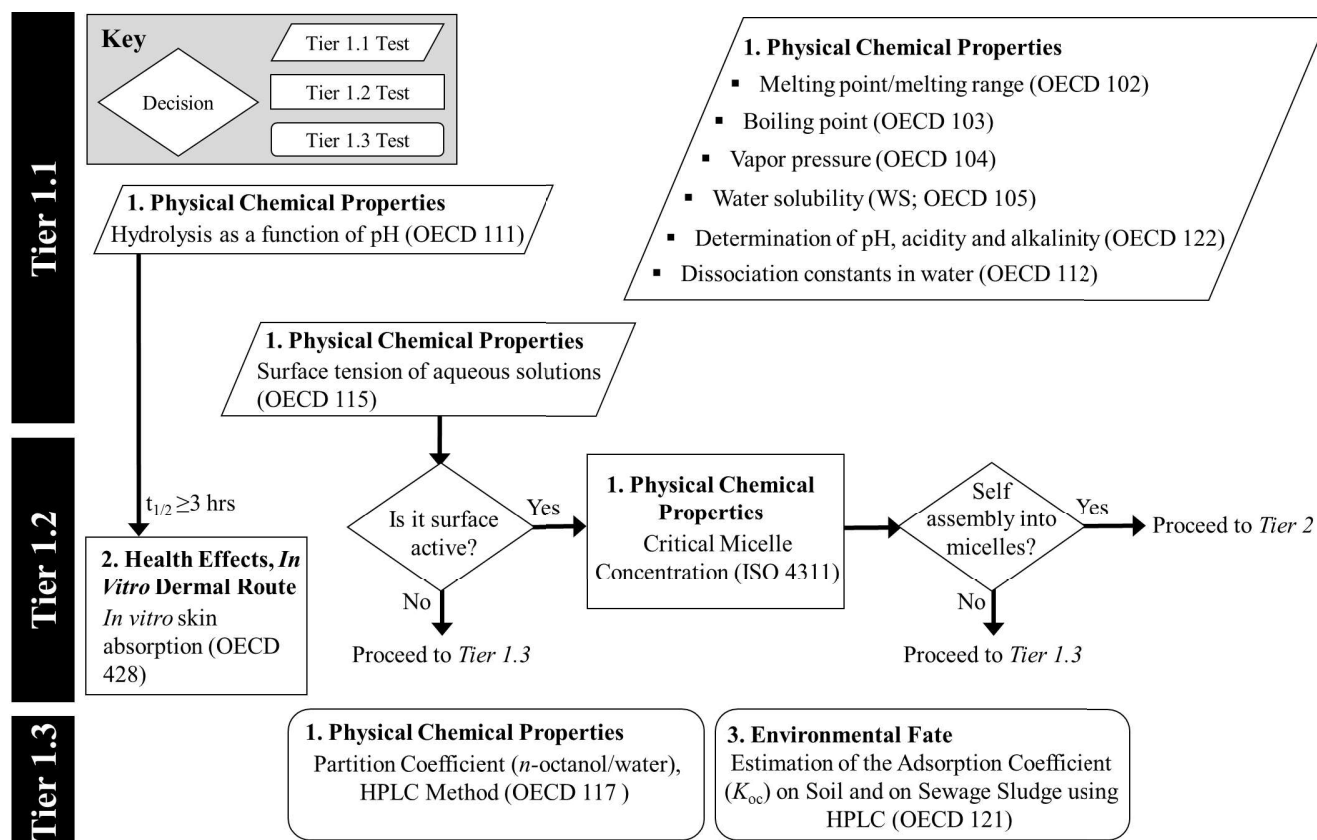 Tier 1.1
Key
Decision
Tier 1.1 Test
Tier 1.2 Test
Tier 1.3 Test
1. Physical Chemical Properties
▪ Melting point/melting range (OECD 102)
▪ Boiling point (OECD 103)
▪ Vapor pressure (OECD 104)
▪ Water solubility (WS; OECD 105)
▪ Determination of pH, acidity and alkalinity (OECD 122)
▪ Dissociation constants in water (OECD 112)
1. Physical Chemical Properties
Hydrolysis as a function of pH (OECD 111)
1. Physical Chemical Properties
Surface tension of aqueous solutions
(OECD 115)
Tier 1.2
t1/2 ≥3 hrs
2. Health Effects, In
Vitro Dermal Route
In vitro skin
absorption (OECD
428)
Is it surface
active?
Yes
No
Proceed to Tier 1.3
1. Physical Chemical
Properties
Critical Micelle
Concentration (ISO 4311)
Self
assembly into
micelles?
Yes
Proceed to Tier 2
No
Proceed to Tier 1.3
Tier 1.3
1. Physical Chemical Properties
Partition Coefficient (n-octanol/water),
HPLC Method (OECD 117 )
3. Environmental Fate
Estimation of the Adsorption Coefficient
(Koc) on Soil and on Sewage Sludge using
HPLC (OECD 121)